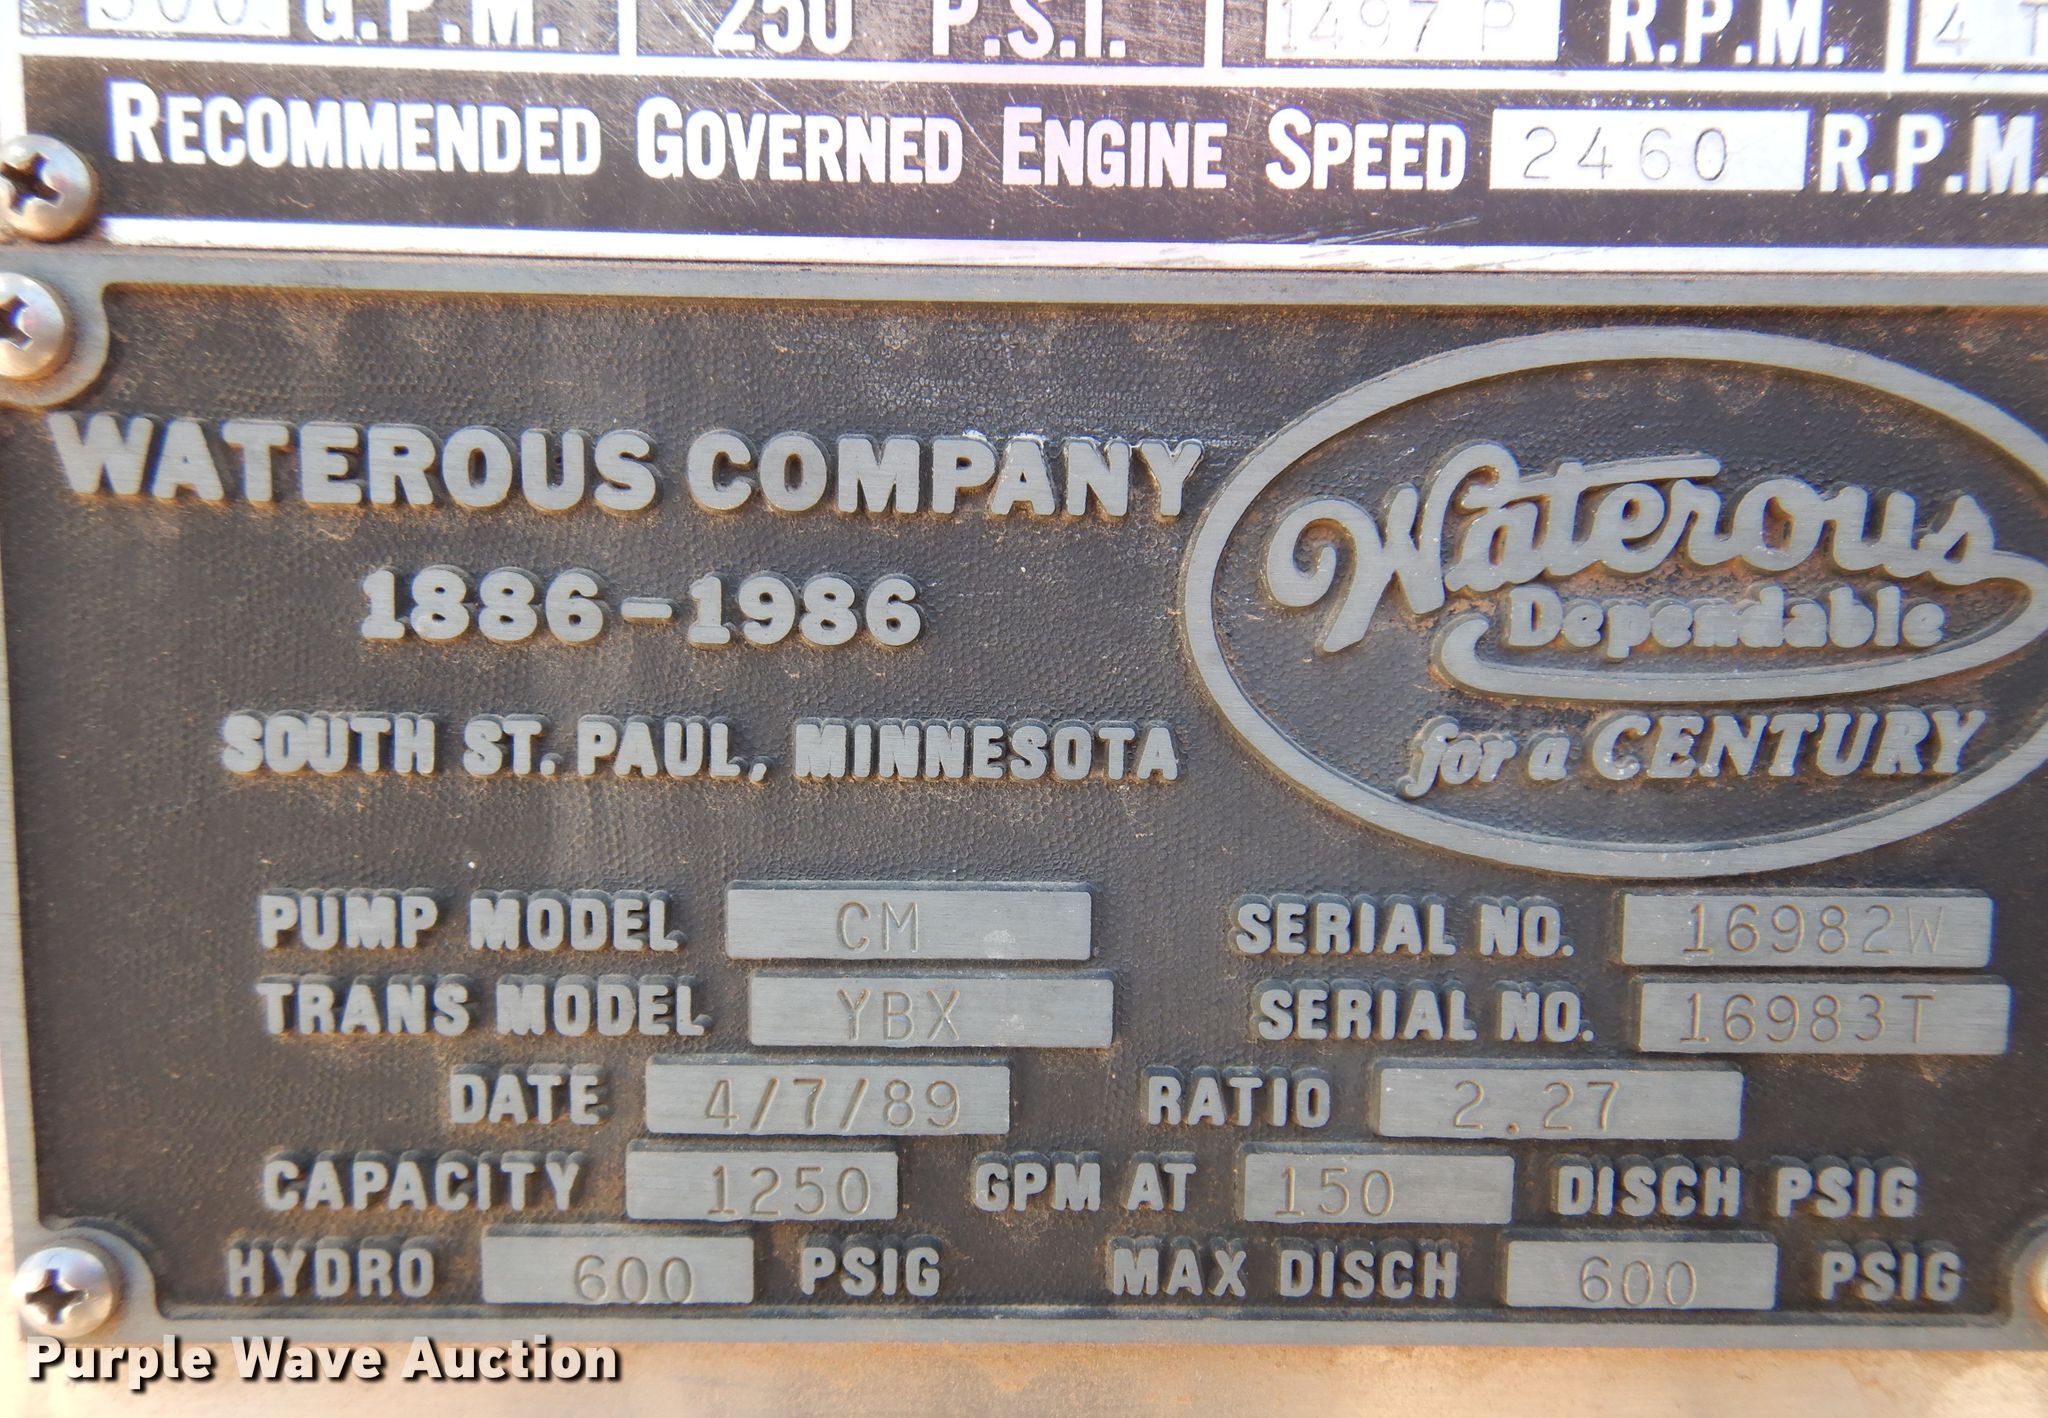 G.P.M. 250 P.S.I. 1497 P R.P.M. 4 T
RECOMMENDED GOVERNED ENGINE SPEED 2460 R.P.M.
WATEROUS COMPANY
1886-1986
SOUTH ST. PAUL, MINNESOTA
Waterous
Dependable
for a CENTURY
PUMP MODEL CM SERIAL NO. 16982W
TRANS MODEL YBX SERIAL NO. 16983T
DATE 4/7/89 RATIO 2.27
CAPACITY 1250 GPM AT 150 DISCH PSIG
HYDRO 600 PSIG MAX DISCH 600 PSIG
Purple Wave Auction